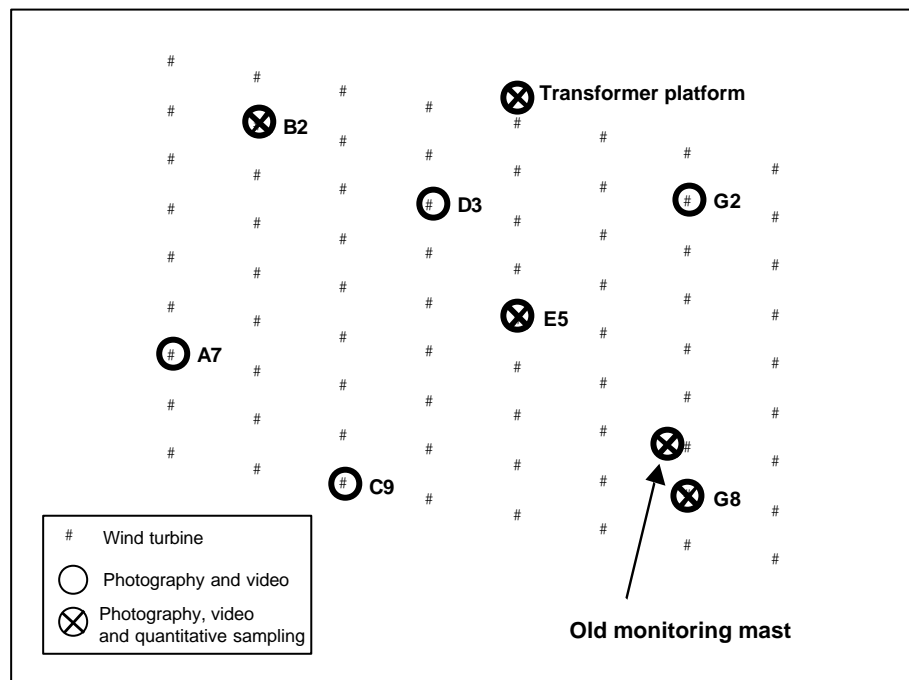 Transformer platform
B2
D3
G2
E5
A7
C9
G8
# Wind turbine
Photography and video
Photography, video
and quantitative sampling
Old monitoring mast